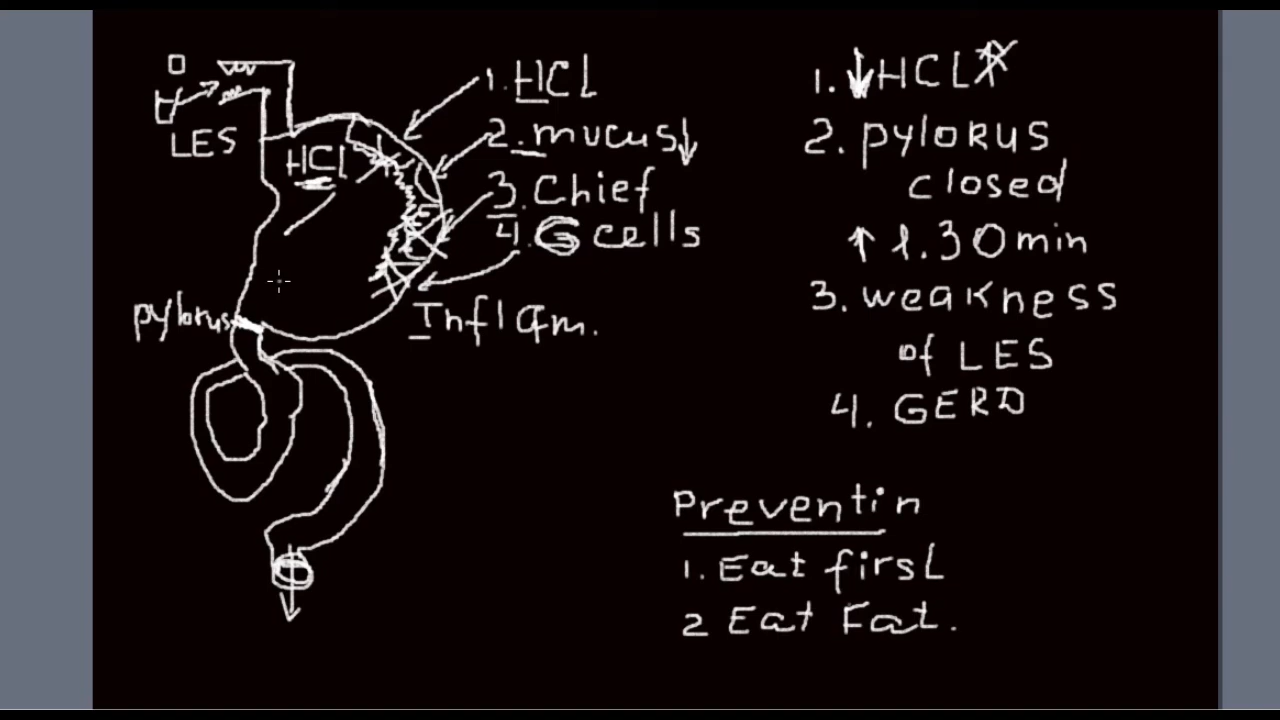 LES
HCl
pylorus
1. HCL
2. mucus ↓
3. Chief
4. G cells
Inflam.
1. ↓ HCL
2. pylorus
closed
↑ 1.30 min
3. weakness
of LES
4. GERD
Preventin
1. Eat first
2 Eat Fat.